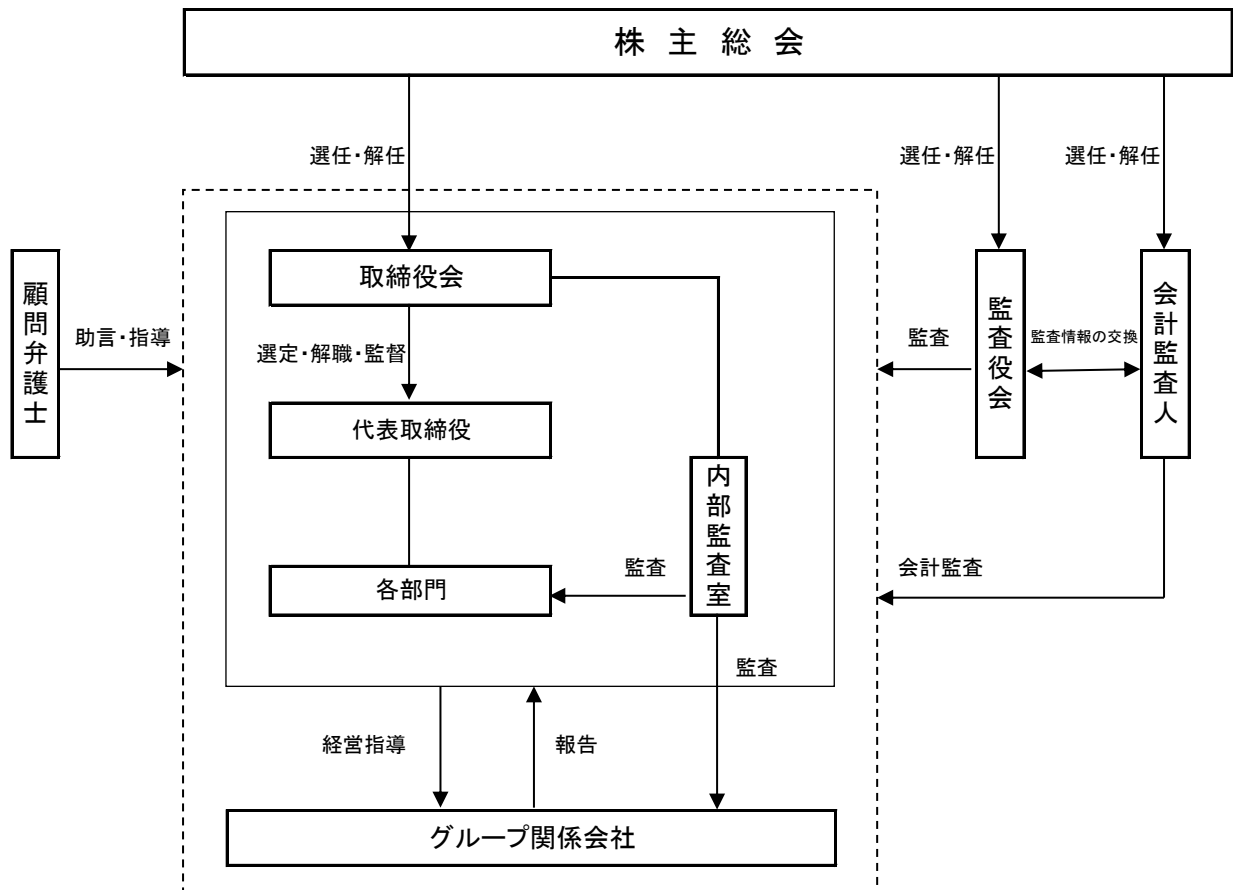 株主総会
選任・解任
選任・解任
選任・解任
取締役会
顧問弁護士
助言・指導
選定・解職・監督
代表取締役
内部監査室
各部門
監査
監査
監査役会
監査
監査情報の交換
会計監査人
会計監査
経営指導
報告
グループ関係会社